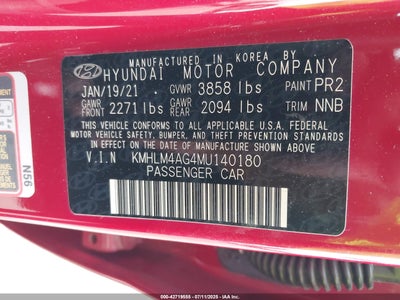 MANUFACTURED IN KOREA BY
HYUNDAI MOTOR COMPANY
JAN/19/21 GVWR 3858 lbs PAINT PR2
GAWR FRONT 2271 lbs GAWR REAR 2094 lbs TRIM NNB
THIS VEHICLE CONFORMS TO ALL APPLICABLE U.S.A. FEDERAL
MOTOR VEHICLE SAFETY, BUMPER, AND THEFT PREVENTION STANDARDS
IN EFFECT ON THE DATE OF MANUFACTURE SHOWN ABOVE.
V.I.N KMHLM4AG4MU140180
PASSENGER CAR
N56
000-42718555 - 07/11/2025 - IAAI.COM